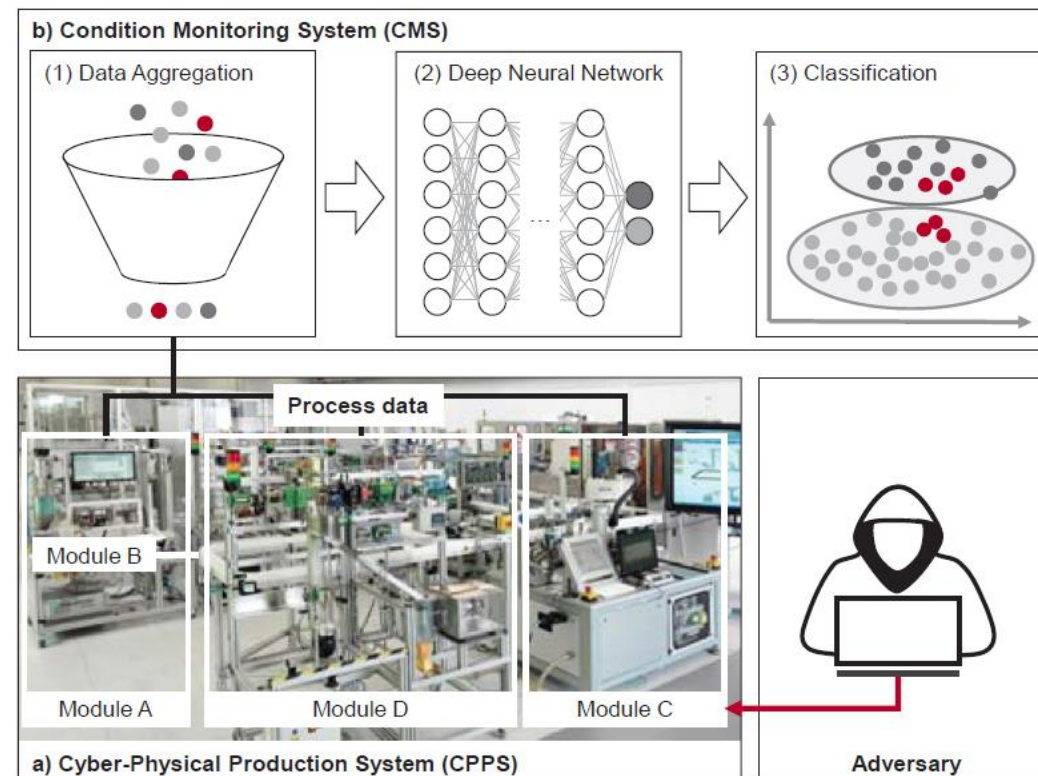 b) Condition Monitoring System (CMS)
(1) Data Aggregation
(2) Deep Neural Network
(3) Classification
...
Process data
Module B
Module A
Module D
Module C
a) Cyber-Physical Production System (CPPS)
Adversary